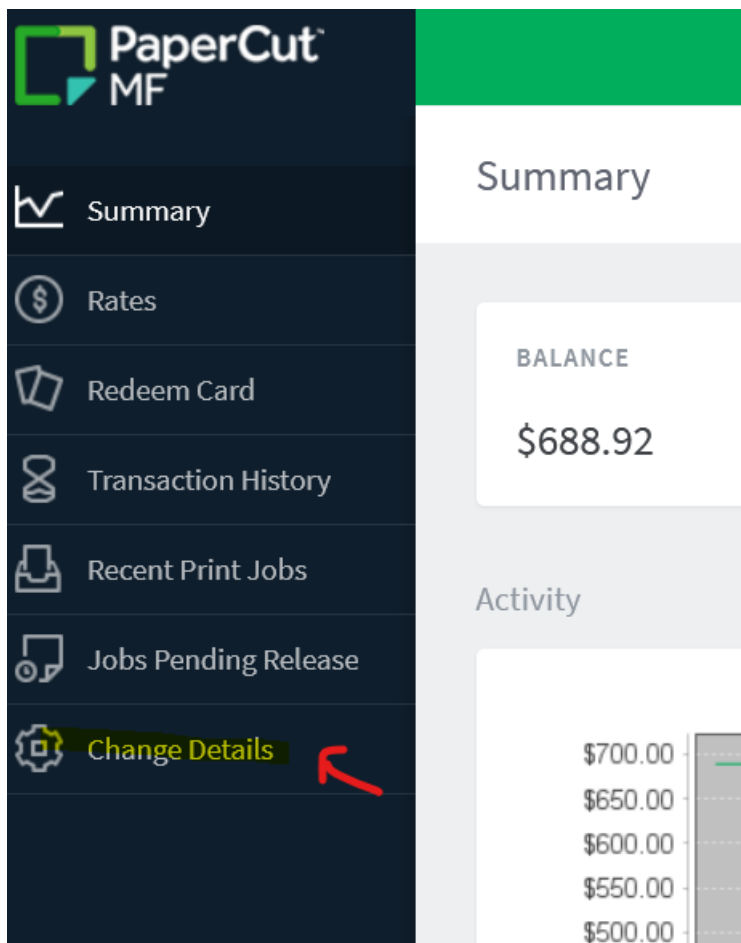 PaperCut™
MF
Summary
Rates
Redeem Card
Transaction History
Recent Print Jobs
Jobs Pending Release
Change Details
Summary
BALANCE
$688.92
Activity
$700.00
$650.00
$600.00
$550.00
$500.00